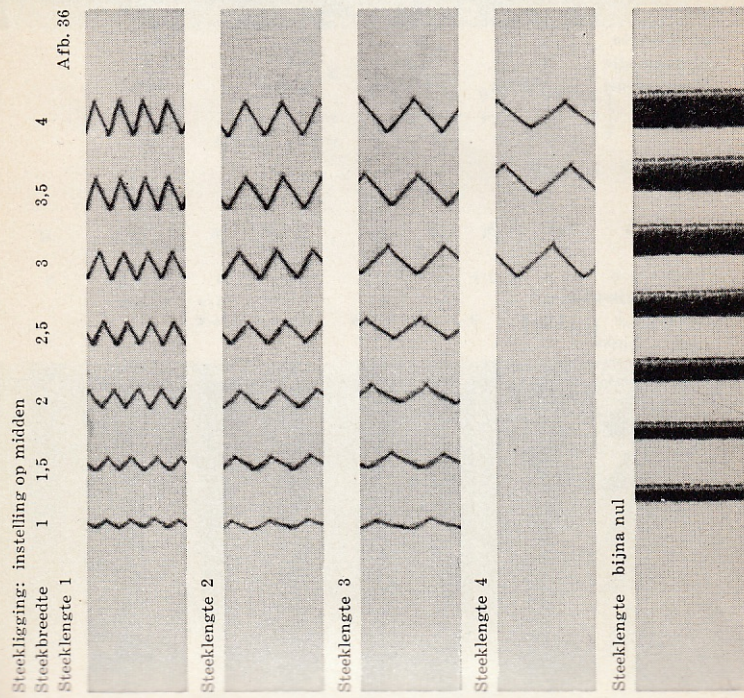 Afb. 36
Steekligging: instelling op midden
Steekbreedte 1 1,5 2 2,5 3 3,5 4
Steeklengte 1
Steeklengte 2
Steeklengte 3
Steeklengte 4
Steeklengte bijna nul